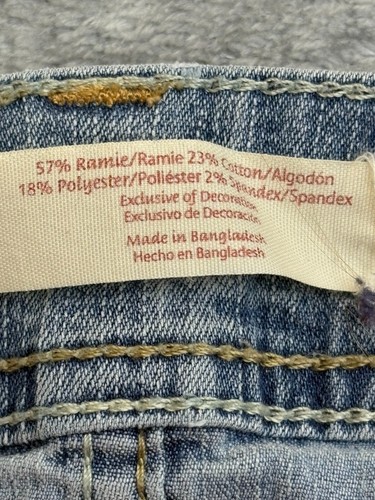 57% Ramie/Ramie 23% Cotton/Algodón
18% Polyester/Poliéster 2% Spandex/Spandex
Exclusive of Decoration
Exclusivo de Decoración
Made in Bangladesh
Hecho en Bangladesh